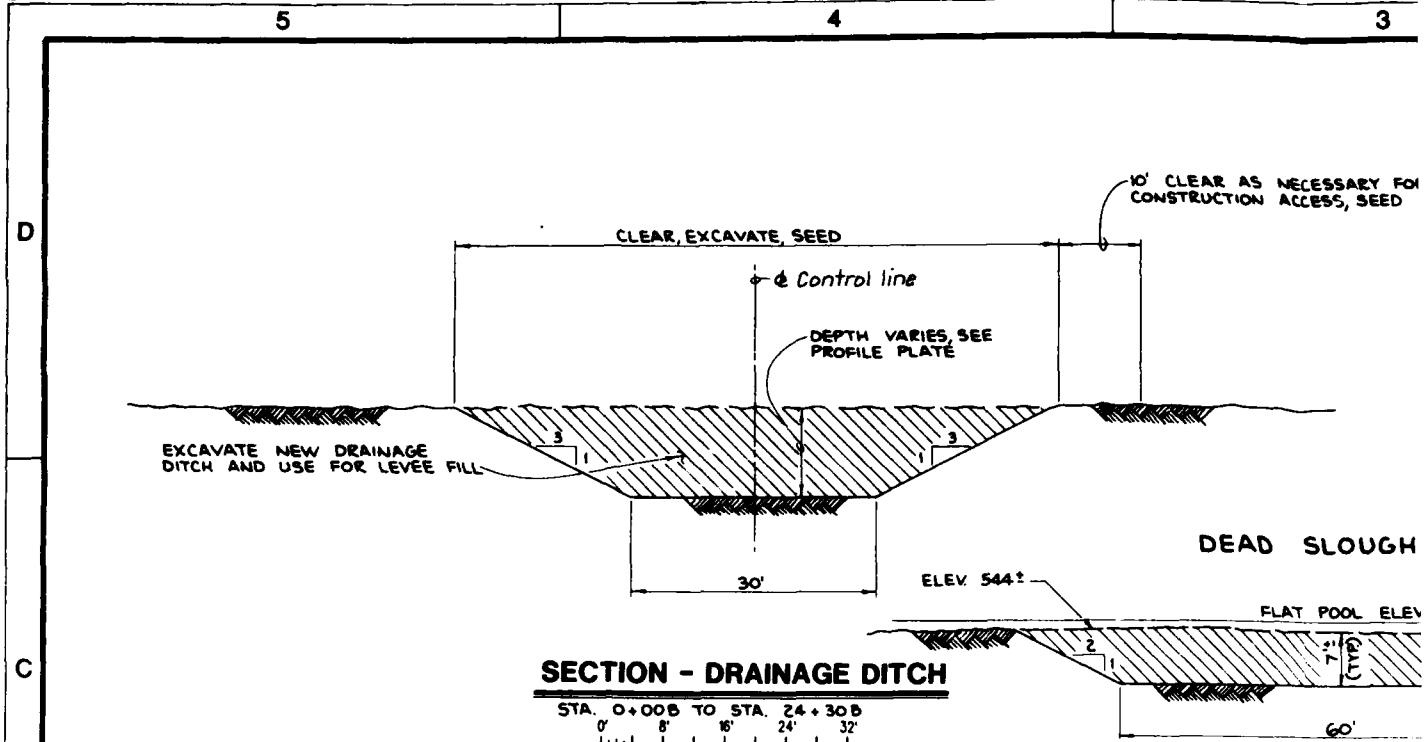 5 4 3
D
10' CLEAR AS NECESSARY
CONSTRUCTION ACCESS, SEED
CLEAR, EXCAVATE, SEED
℄ Control line
DEPTH VARIES, SEE
PROFILE PLATE
3
1
3
1
EXCAVATE NEW DRAINAGE
DITCH AND USE FOR LEVEE FILL
DEAD SLOUGH
30'
ELEV. 544±
FLAT POOL ELEV
C
2
1
7'±
60'
SECTION - DRAINAGE DITCH
STA. 0+00B TO STA. 24+30B
0' 8' 16' 24' 32'